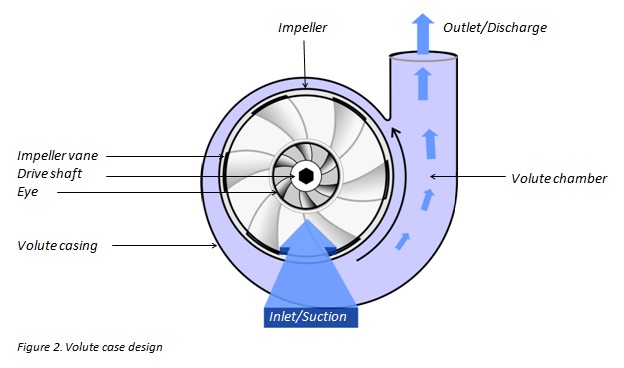 Impeller
Outlet/Discharge
Impeller vane
Drive shaft
Eye
Volute chamber
Volute casing
Inlet/Suction
Figure 2. Volute case design